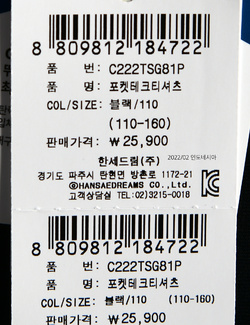 8 809812 184722
품 번: C222TSG81P
품 명: 포켓테크티셔츠
COL/SIZE: 블랙/110
(110-160)
판매가격: ₩25,900
2022/02 인도네시아
한세드림(주)
경기도 파주시 탄현면 방촌로 1172-21
©HANSAEDREAMS CO.,Ltd.
고객상담실 TEL:02)3215-0018
8 809812 184722
품 번: C222TSG81P
품 명: 포켓테크티셔츠
COL/SIZE: 블랙/110 (110-160)
판매가격: ₩25,900